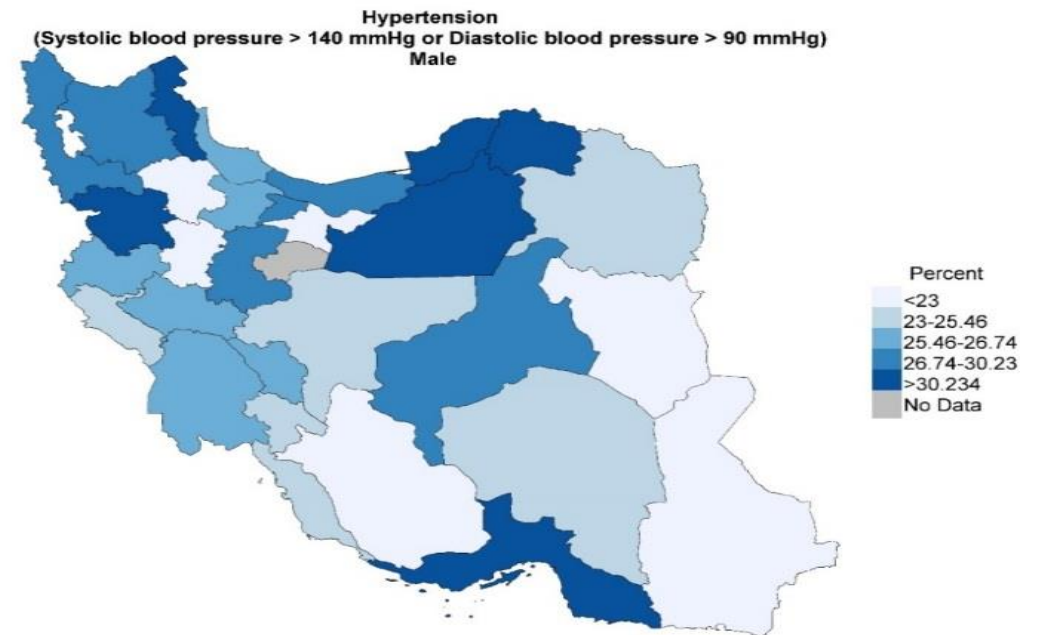 Hypertension
(Systolic blood pressure > 140 mmHg or Diastolic blood pressure > 90 mmHg)
Male
Percent
<23
23-25.46
25.46-26.74
26.74-30.23
>30.234
No Data